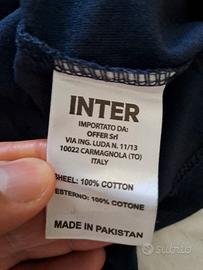 INTER
IMPORTATO DA:
OFFER Srl
VIA ING. LUDA N. 11/13
10022 CARMAGNOLA (TO)
ITALY
SHEEL: 100% COTTON
ESTERNO: 100% COTONE
MADE IN PAKISTAN
subito